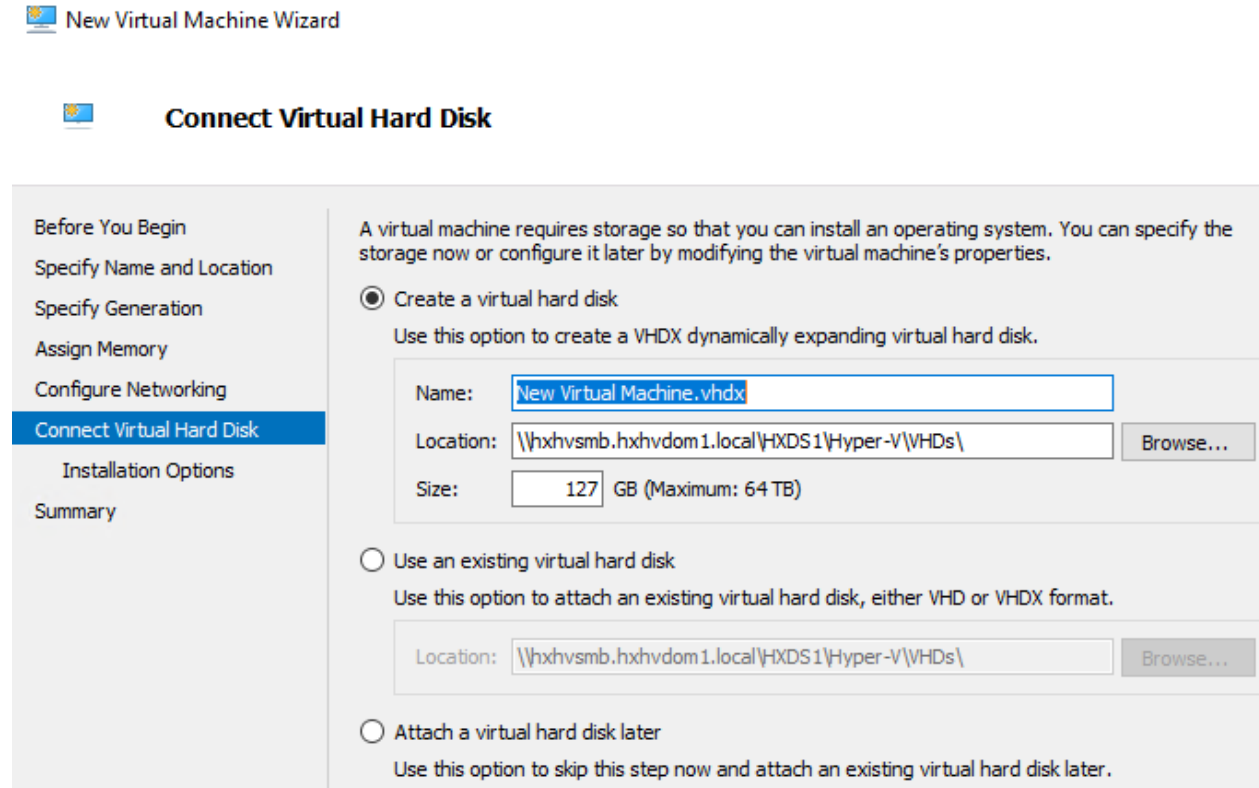 New Virtual Machine Wizard
Connect Virtual Hard Disk
Before You Begin
Specify Name and Location
Specify Generation
Assign Memory
Configure Networking
Connect Virtual Hard Disk
Installation Options
Summary
A virtual machine requires storage so that you can install an operating system. You can specify the
storage now or configure it later by modifying the virtual machine's properties.
Create a virtual hard disk
Use this option to create a VHDX dynamically expanding virtual hard disk.
Name: New Virtual Machine.vhdx
Location: \\hxhvsmb.hxhvdom1.local\HXDS1\Hyper-V\VHDs\ Browse...
Size: 127 GB (Maximum: 64 TB)
Use an existing virtual hard disk
Use this option to attach an existing virtual hard disk, either VHD or VHDX format.
Location: \\hxhvsmb.hxhvdom1.local\HXDS1\Hyper-V\VHDs\ Browse...
Attach a virtual hard disk later
Use this option to skip this step now and attach an existing virtual hard disk later.